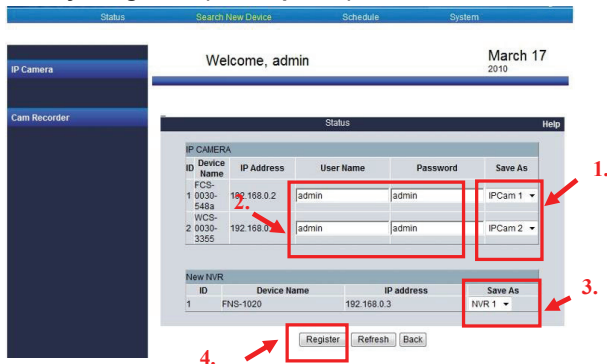 Status Search New Device Schedule System
Welcome, admin
March 17
2010
IP Camera
Cam Recorder
Status Help
IP CAMERA
ID Device Name IP Address User Name Password Save As
1 FCS-0030-548a 192.168.0.2 admin admin IPCam 1
2 WCS-0030-3355 192.168.0. admin admin IPCam 2
1.
2.
New NVR
ID Device Name IP address Save As
1 FNS-1020 192.168.0.3 NVR 1
3.
Register Refresh Back
4.